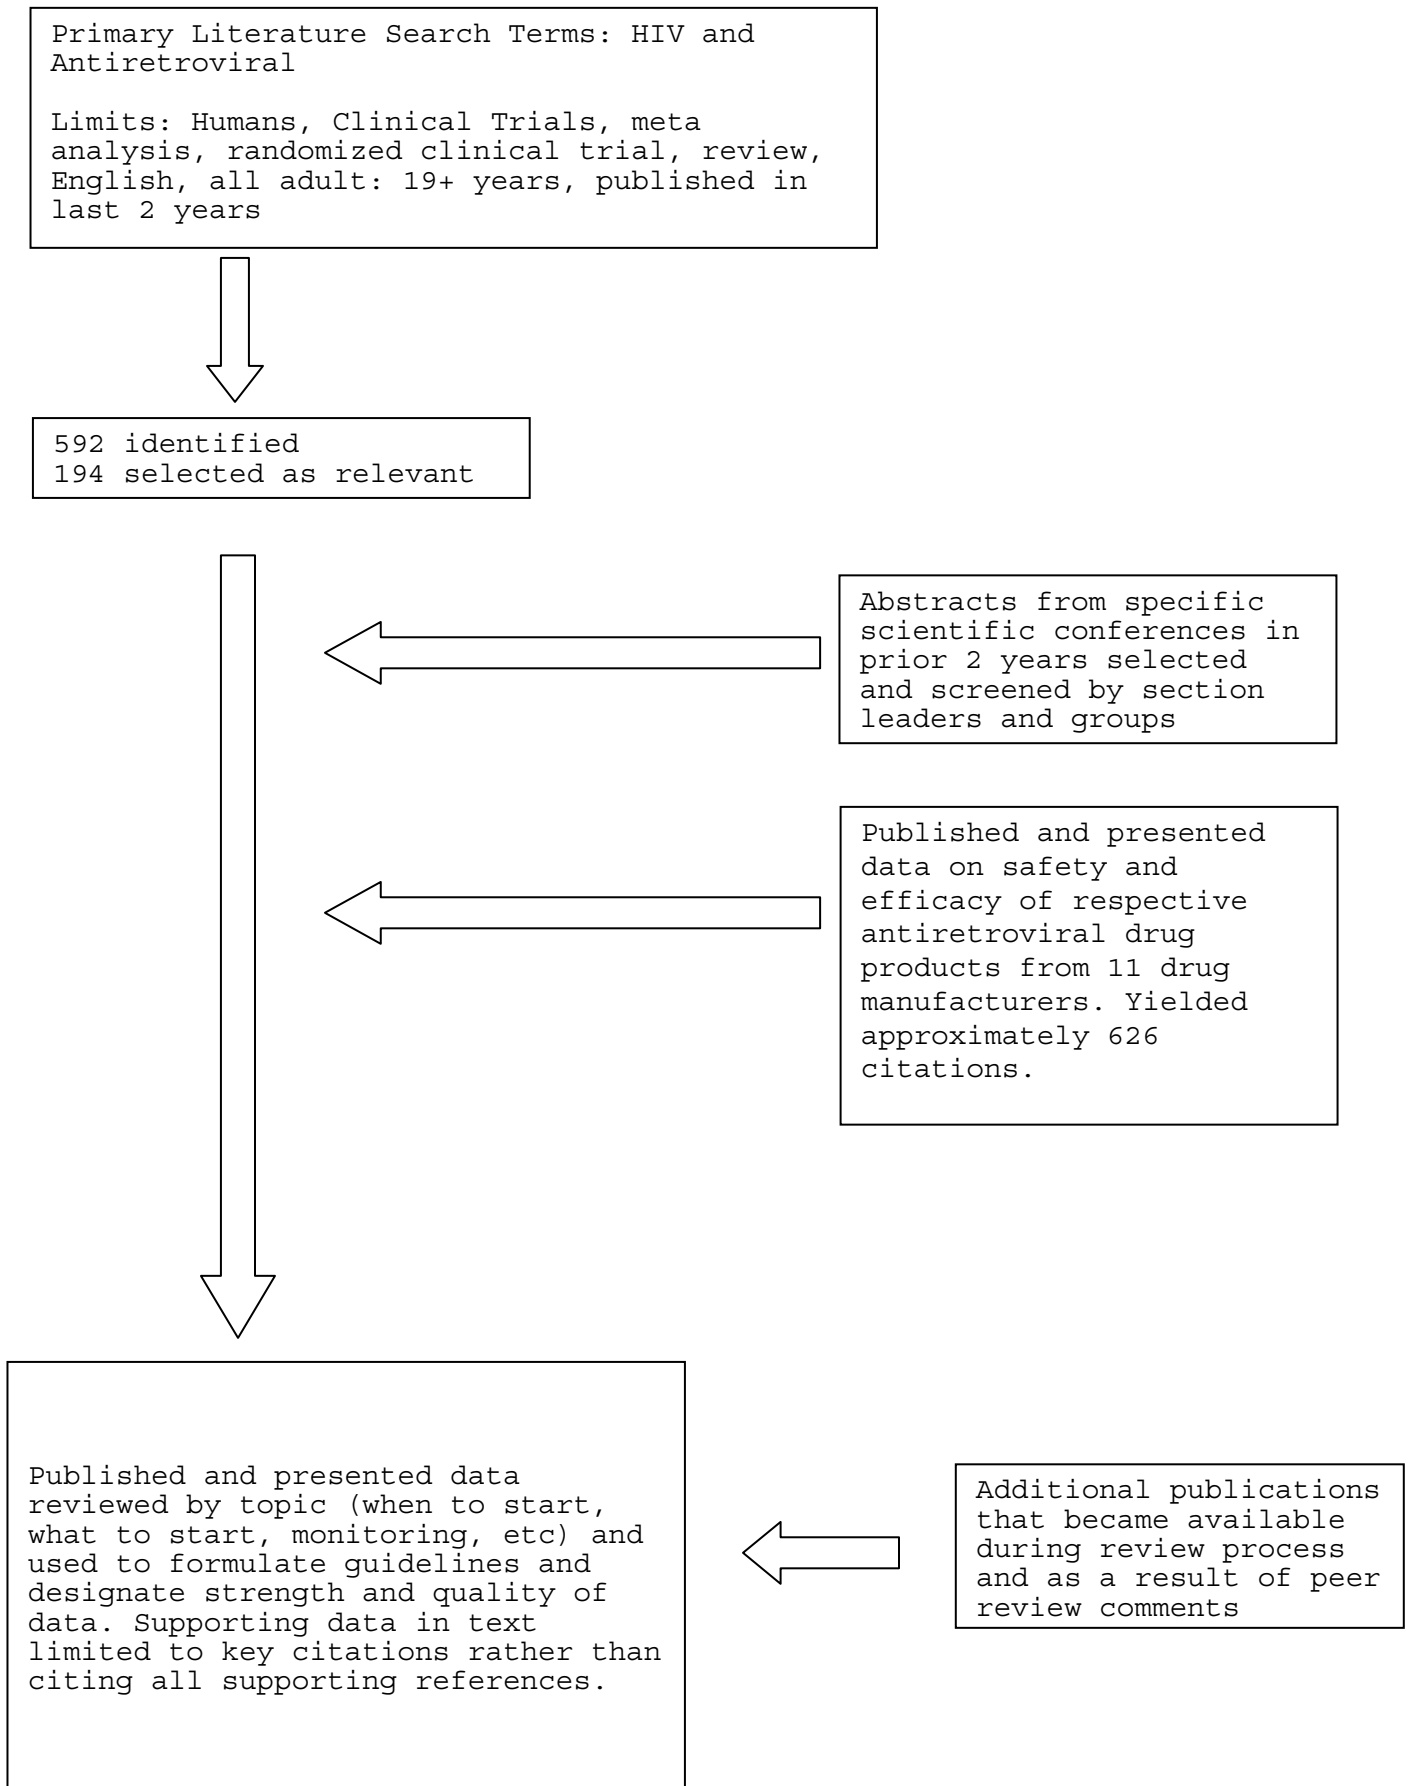 Primary Literature Search Terms: HIV and
Antiretroviral
Limits: Humans, Clinical Trials, meta
analysis, randomized clinical trial, review,
English, all adult: 19+ years, published in
last 2 years
592 identified
194 selected as relevant
Abstracts from specific
scientific conferences in
prior 2 years selected
and screened by section
leaders and groups
Published and presented
data on safety and
efficacy of respective
antiretroviral drug
products from 11 drug
manufacturers. Yielded
approximately 626
citations.
Published and presented data
reviewed by topic (when to start,
what to start, monitoring, etc) and
used to formulate guidelines and
designate strength and quality of
data. Supporting data in text
limited to key citations rather than
citing all supporting references.
Additional publications
that became available
during review process
and as a result of peer
review comments